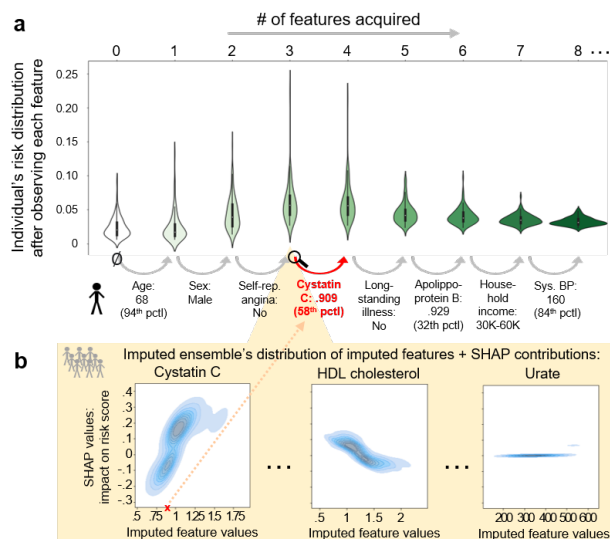 a
# of features acquired
0 1 2 3 4 5 6 7 8 ...
Individual's risk distribution
after observing each feature
0.25
0.20
0.15
0.10
0.05
0
∅
Age:
68
(94th pctl)
Sex:
Male
Self-rep.
angina:
No
Cystatin
C: .909
(58th pctl)
Long-
standing
illness:
No
Apolippo-
protein B:
.929
(32th pctl)
House-
hold
income:
30K-60K
Sys. BP:
160
(84th pctl)
b
Imputed ensemble's distribution of imputed features + SHAP contributions:
Cystatin C
HDL cholesterol
Urate
SHAP values:
impact on risk score
.4
.3
.2
.1
0
-.1
-.2
-.3
x
... ...
.5 .75 1 125 1.5 1.75
.5 1 1.5 2
200 300 400 500 600
Imputed feature values
Imputed feature values
Imputed feature values